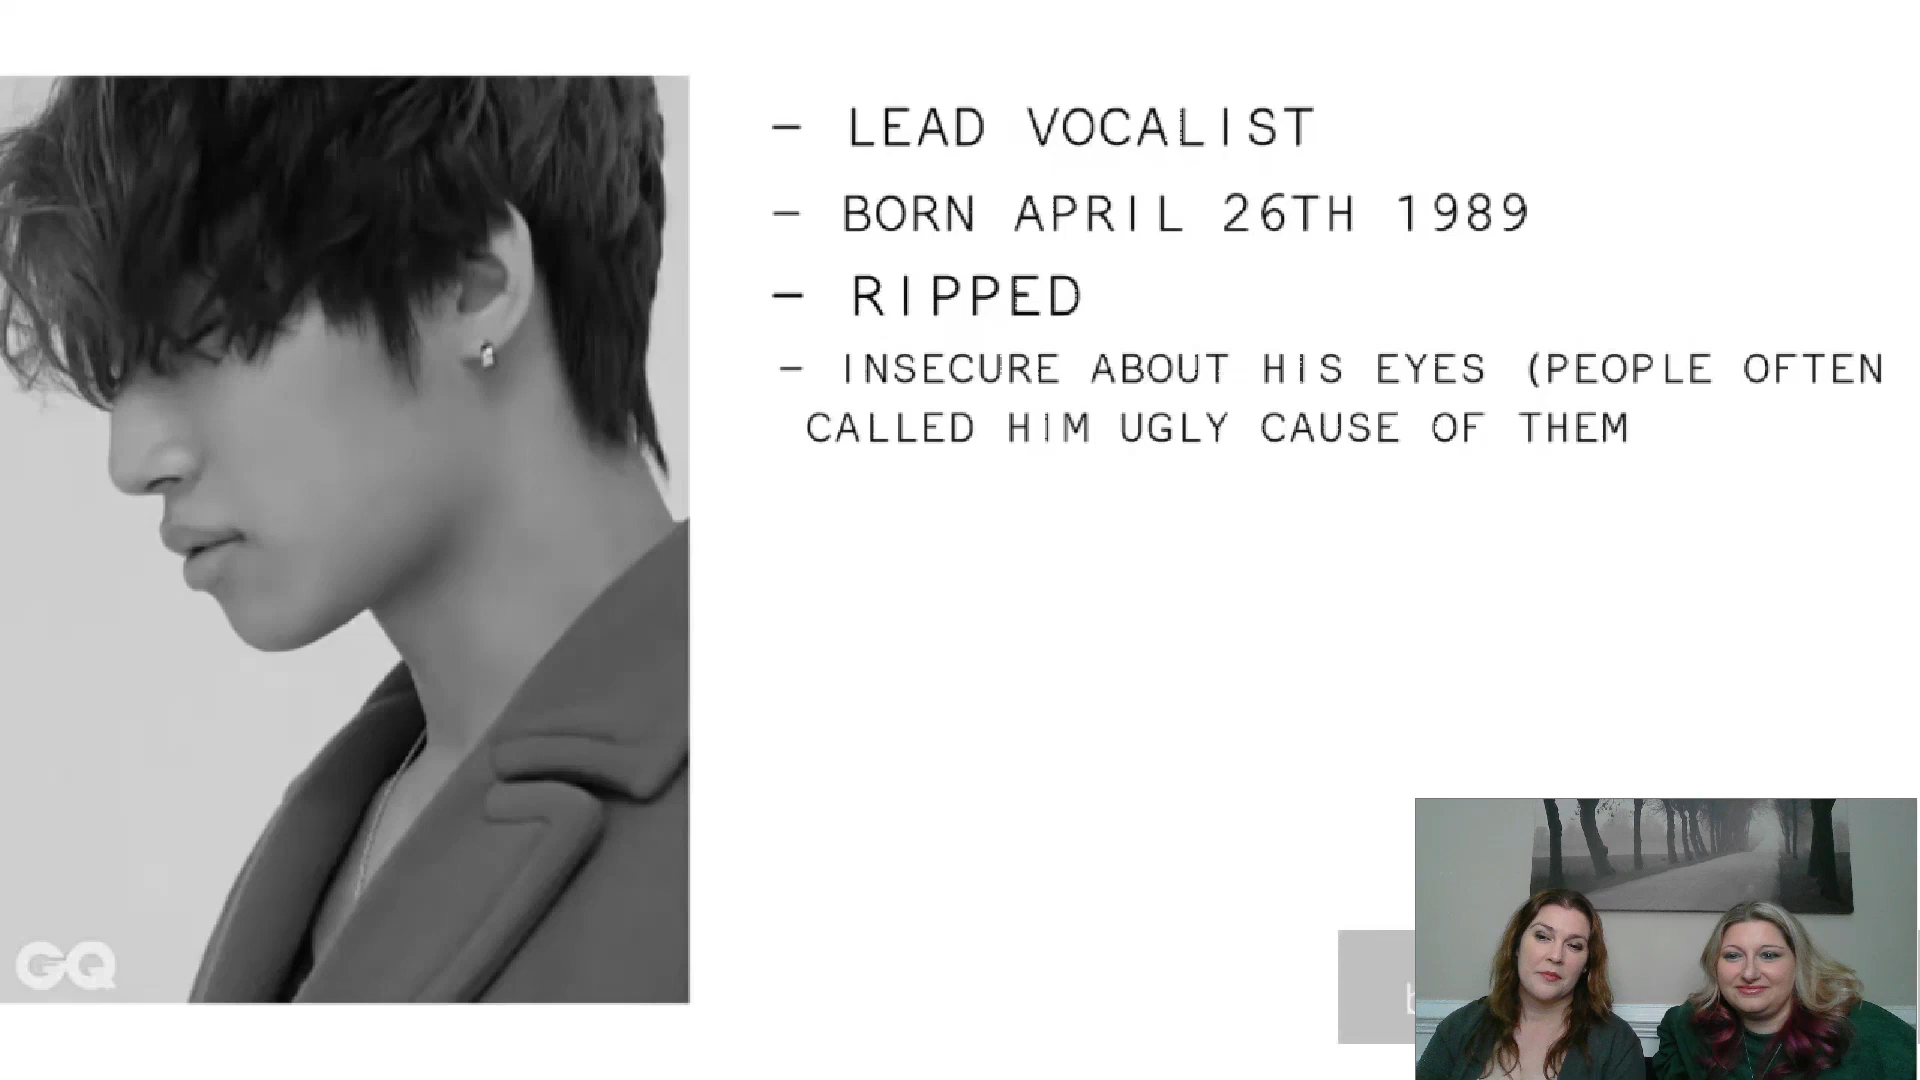 - LEAD VOCALIST
- BORN APRIL 26TH 1989
- RIPPED
- INSECURE ABOUT HIS EYES (PEOPLE OFTEN
CALLED HIM UGLY CAUSE OF THEM
GQ